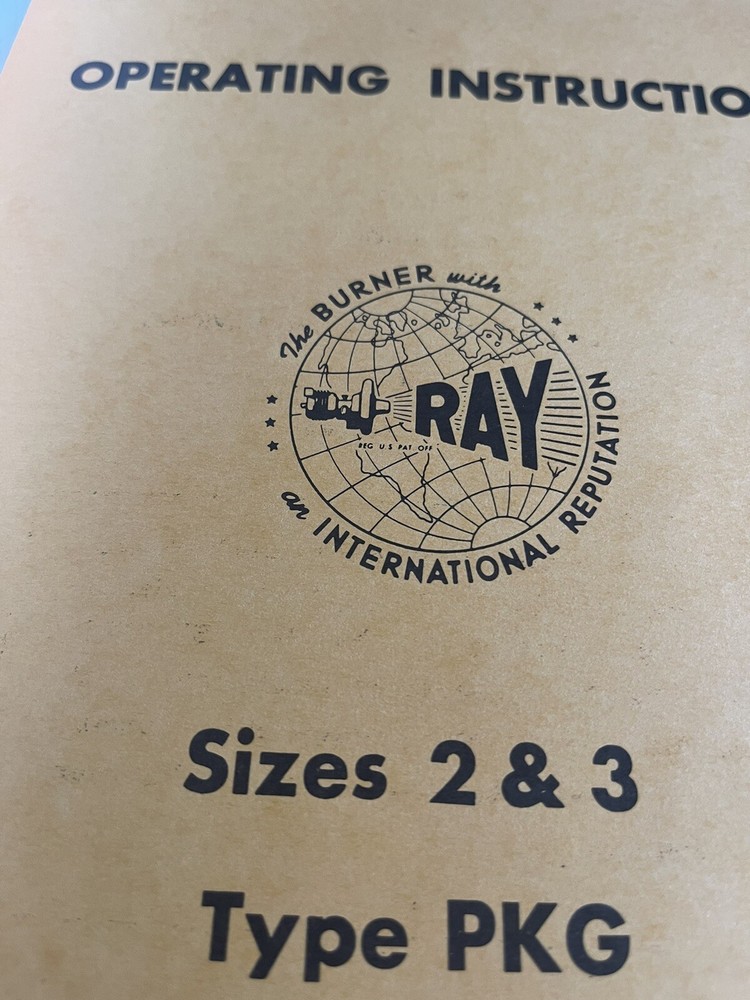 OPERATING INSTRUCTIO
The BURNER with
RAY
REG U.S. PAT. OFF.
an INTERNATIONAL REPUTATION
Sizes 2 & 3
Type PKG